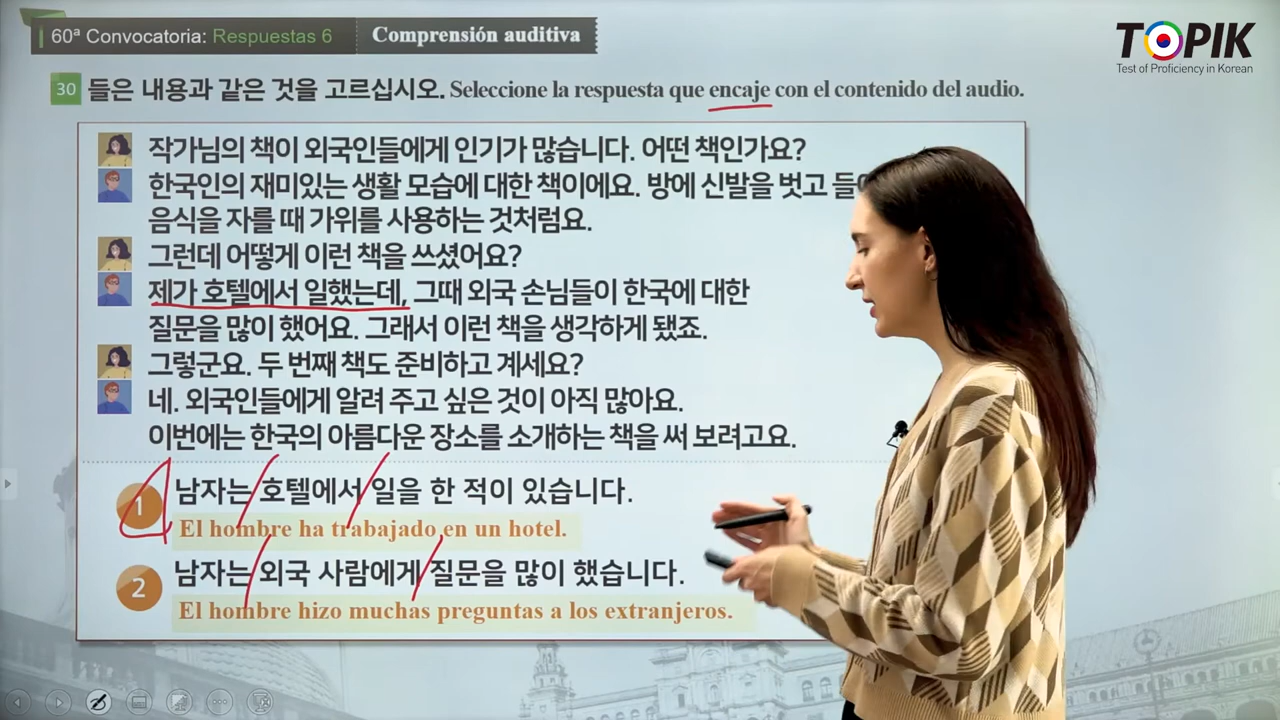 60ª Convocatoria: Respuestas 6 Comprensión auditiva
TOPIK
Test of Proficiency in Korean
30 들은 내용과 같은 것을 고르십시오. Seleccione la respuesta que encaje con el contenido del audio.
작가님의 책이 외국인들에게 인기가 많습니다. 어떤 책인가요?
한국인의 재미있는 생활 모습에 대한 책이에요. 방에 신발을 벗고
음식을 자를 때 가위를 사용하는 것처럼요.
그런데 어떻게 이런 책을 쓰셨어요?
제가 호텔에서 일했는데, 그때 외국 손님들이 한국에 대한
질문을 많이 했어요. 그래서 이런 책을 생각하게 됐죠.
그렇군요. 두 번째 책도 준비하고 계세요?
네. 외국인들에게 알려 주고 싶은 것이 아직 많아요.
이번에는 한국의 아름다운 장소를 소개하는 책을 써 보려고요.
1 남자는 호텔에서 일을 한 적이 있습니다.
El hombre ha trabajado en un hotel.
2 남자는 외국 사람에게 질문을 많이 했습니다.
El hombre hizo muchas preguntas a los extranjeros.